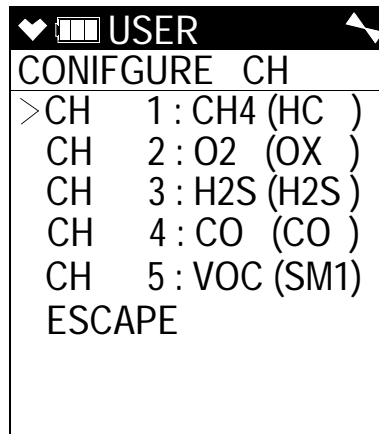 USER
CONIFGURE CH
>CH 1 : CH4 (HC )
CH 2 : O2 (OX )
CH 3 : H2S (H2S )
CH 4 : CO (CO )
CH 5 : VOC (SM1)
ESCAPE